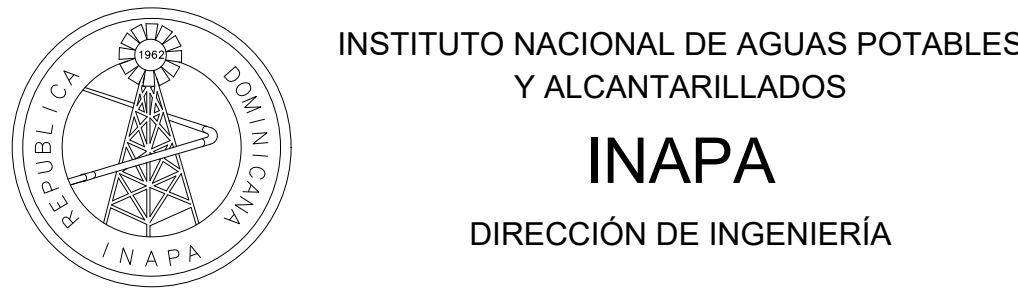 REPUBLICA DOMINICANA
1962
INAPA
INSTITUTO NACIONAL DE AGUAS POTABLES
Y ALCANTARILLADOS
INAPA
DIRECCIÓN DE INGENIERÍA